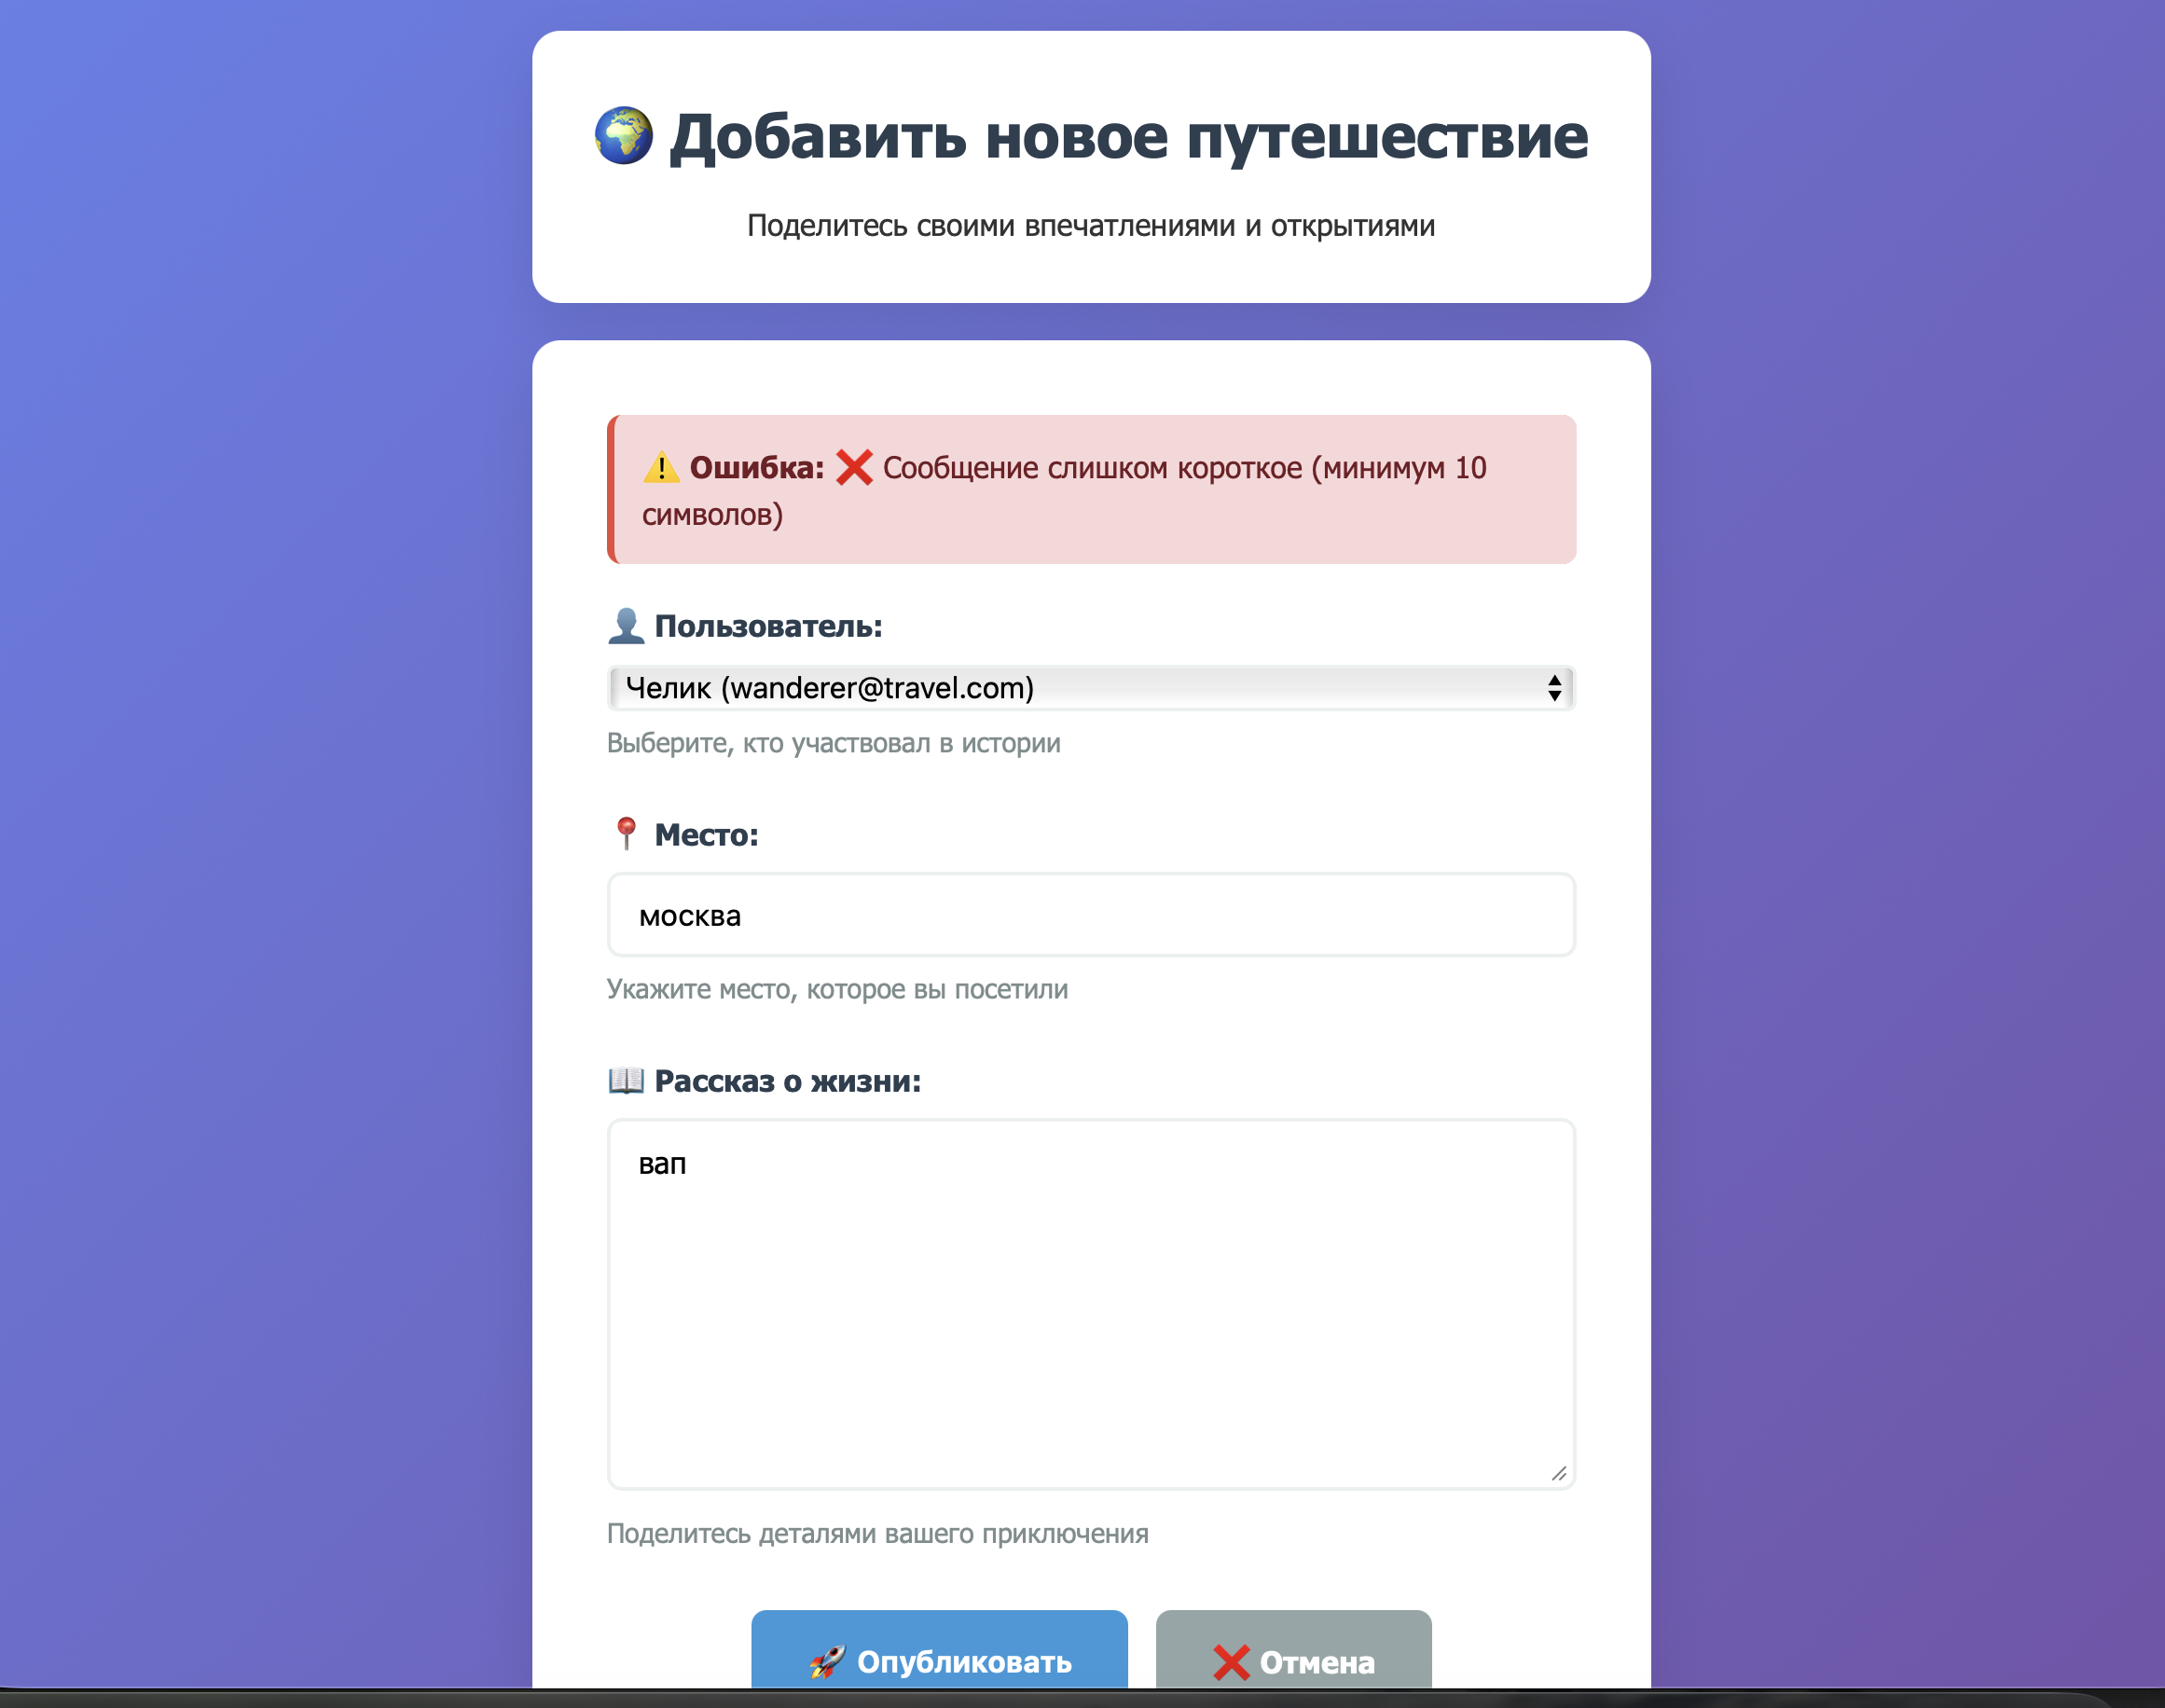 🌍 Добавить новое путешествие
Поделитесь своими впечатлениями и открытиями
⚠️ Ошибка: ❌ Сообщение слишком короткое (минимум 10
символов)
👤 Пользователь:
Челик (wanderer@travel.com)
Выберите, кто участвовал в истории
📍 Место:
москва
Укажите место, которое вы посетили
📖 Рассказ о жизни:
вап
Поделитесь деталями вашего приключения
🚀 Опубликовать
❌ Отмена